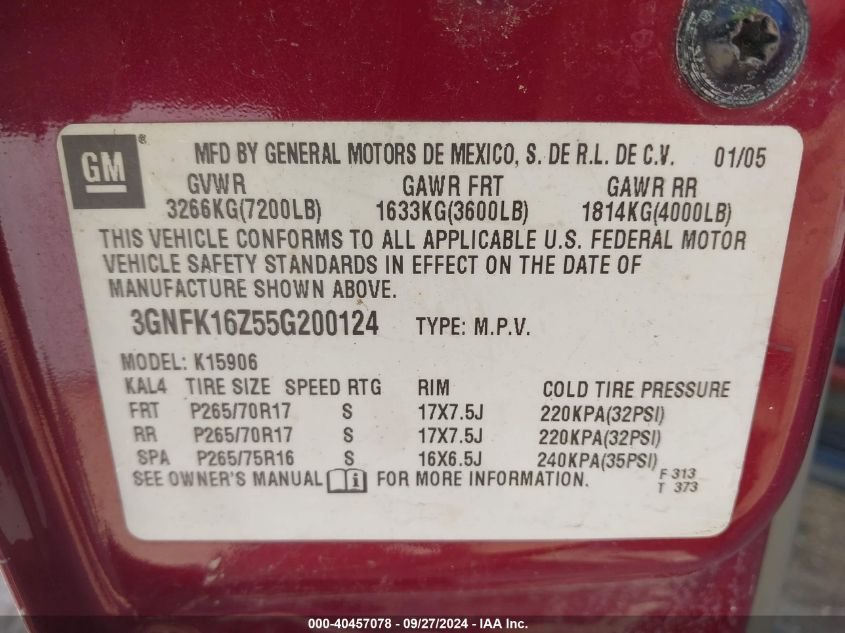 GM ® MFD BY GENERAL MOTORS DE MEXICO, S. DE R.L. DE C.V. 01/05
GVWR GAWR FRT GAWR RR
3266KG(7200LB) 1633KG(3600LB) 1814KG(4000LB)
THIS VEHICLE CONFORMS TO ALL APPLICABLE U.S. FEDERAL MOTOR
VEHICLE SAFETY STANDARDS IN EFFECT ON THE DATE OF
MANUFACTURE SHOWN ABOVE.
3GNFK16Z55G200124 TYPE: M.P.V.
MODEL: K15906
KAL4 TIRE SIZE SPEED RTG RIM COLD TIRE PRESSURE
FRT P265/70R17 S 17X7.5J 220KPA(32PSI)
RR P265/70R17 S 17X7.5J 220KPA(32PSI)
SPA P265/75R16 S 16X6.5J 240KPA(35PSI)
SEE OWNER'S MANUAL i FOR MORE INFORMATION. F 313
T 373
000-40457078 - 09/27/2024 - IAA Inc.